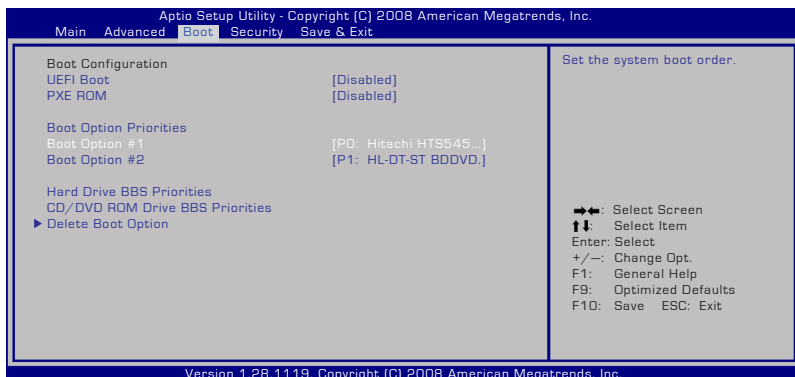 Aptio Setup Utility - Copyright (C) 2008 American Megatrends, Inc.
Main Advanced Boot Security Save & Exit
Boot Configuration
UEFI Boot [Disabled]
PXE ROM [Disabled]
Boot Option Priorities
Boot Option #1 [P0: Hitachi HTS545...]
Boot Option #2 [P1: HL-DT-ST BDDVD.]
Hard Drive BBS Priorities
CD/DVD ROM Drive BBS Priorities
Delete Boot Option
Set the system boot order.
→←: Select Screen
↑↓: Select Item
Enter: Select
+/—: Change Opt.
F1: General Help
F9: Optimized Defaults
F10: Save ESC: Exit
Version 1.28.1119. Copyright (C) 2008 American Megatrends, Inc.